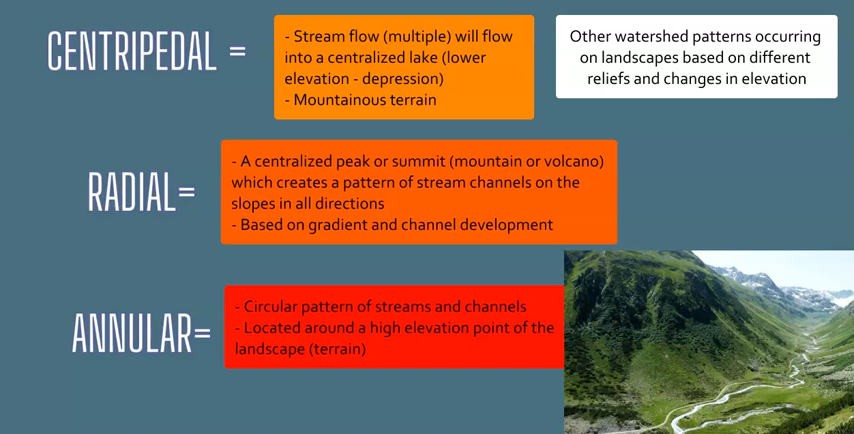 CENTRIPEDAL =
- Stream flow (multiple) will flow
into a centralized lake (lower
elevation - depression)
- Mountainous terrain
Other watershed patterns occurring
on landscapes based on different
reliefs and changes in elevation
RADIAL=
- A centralized peak or summit (mountain or volcano)
which creates a pattern of stream channels on the
slopes in all directions
- Based on gradient and channel development
ANNULAR=
- Circular pattern of streams and channels
- Located around a high elevation point of the
landscape (terrain)